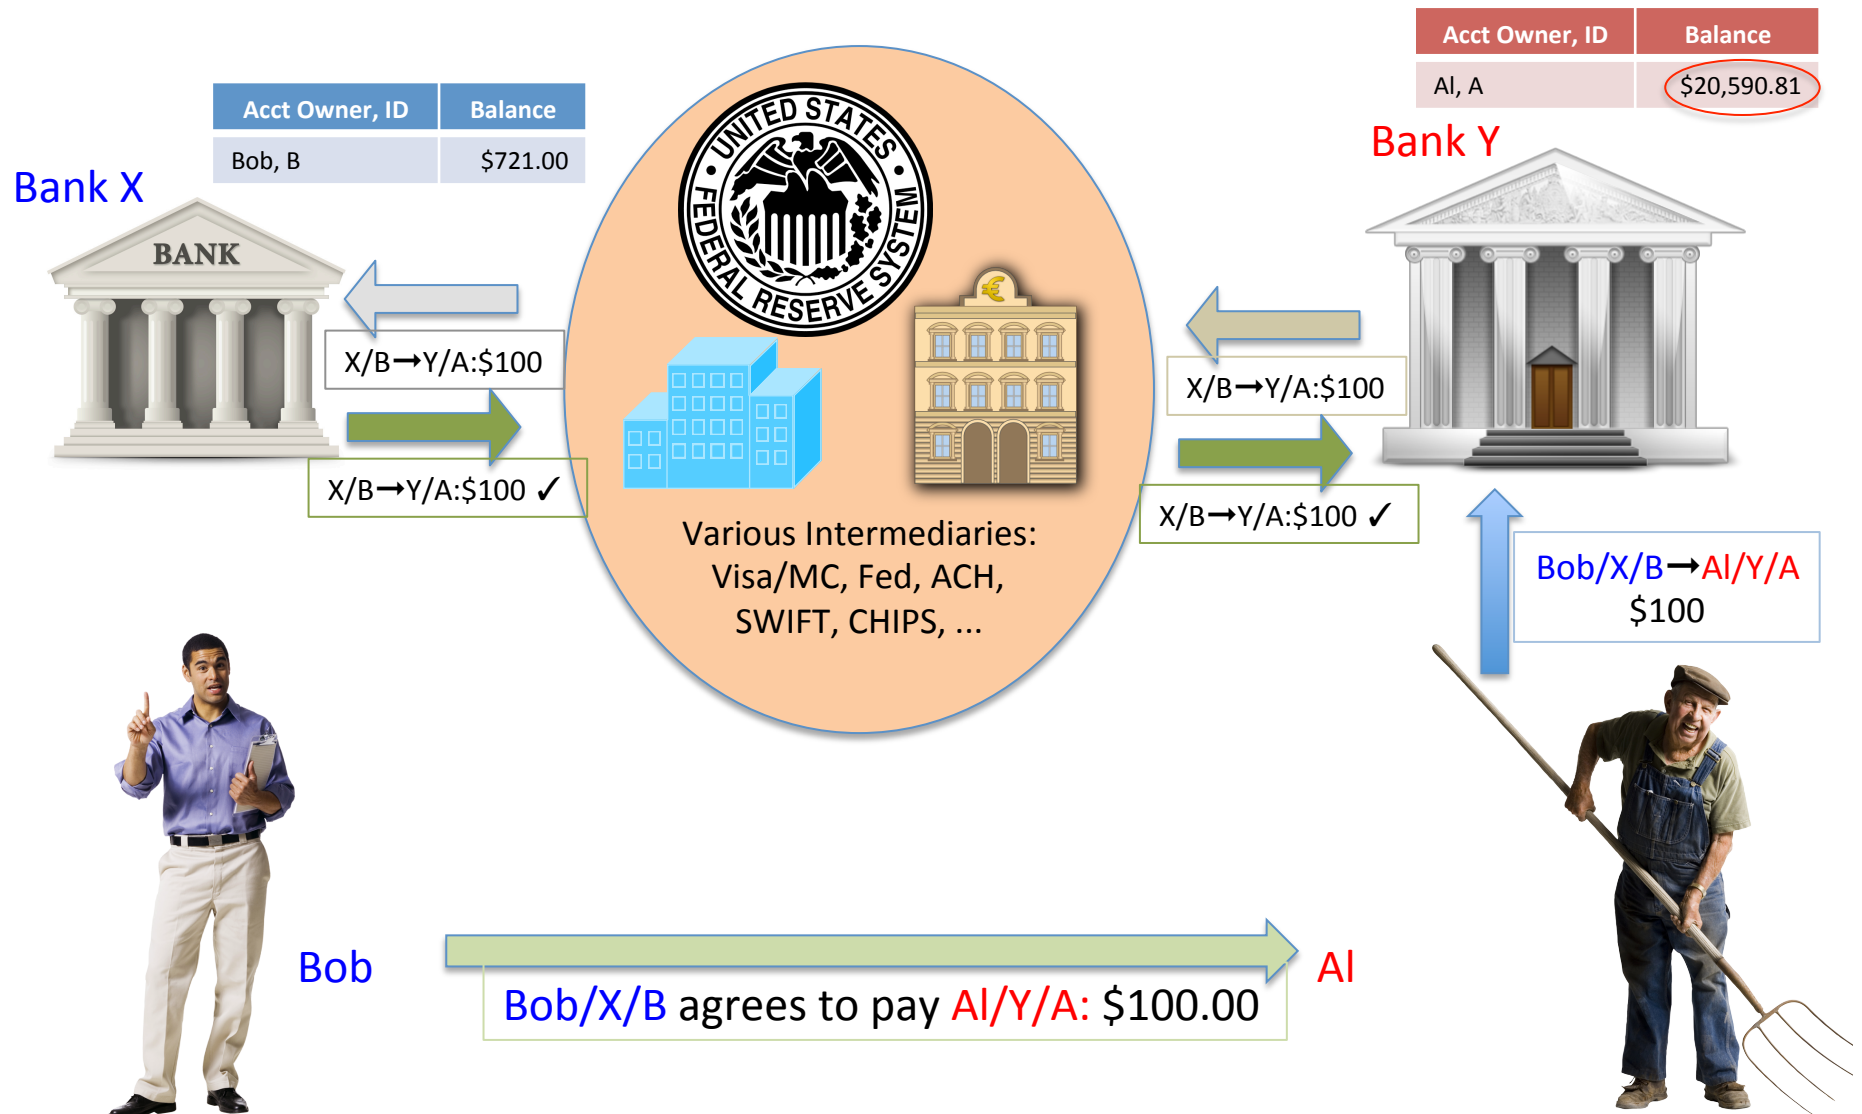 Acct Owner, ID Balance
Al, A $20,590.81
Acct Owner, ID Balance
Bob, B $721.00
Bank X
Bank Y
BANK
UNITED STATES
FEDERAL RESERVE SYSTEM
€
X/B→Y/A:$100
X/B→Y/A:$100 ✓
X/B→Y/A:$100
X/B→Y/A:$100 ✓
Various Intermediaries:
Visa/MC, Fed, ACH,
SWIFT, CHIPS, ...
Bob/X/B→Al/Y/A
$100
Bob
Al
Bob/X/B agrees to pay Al/Y/A: $100.00